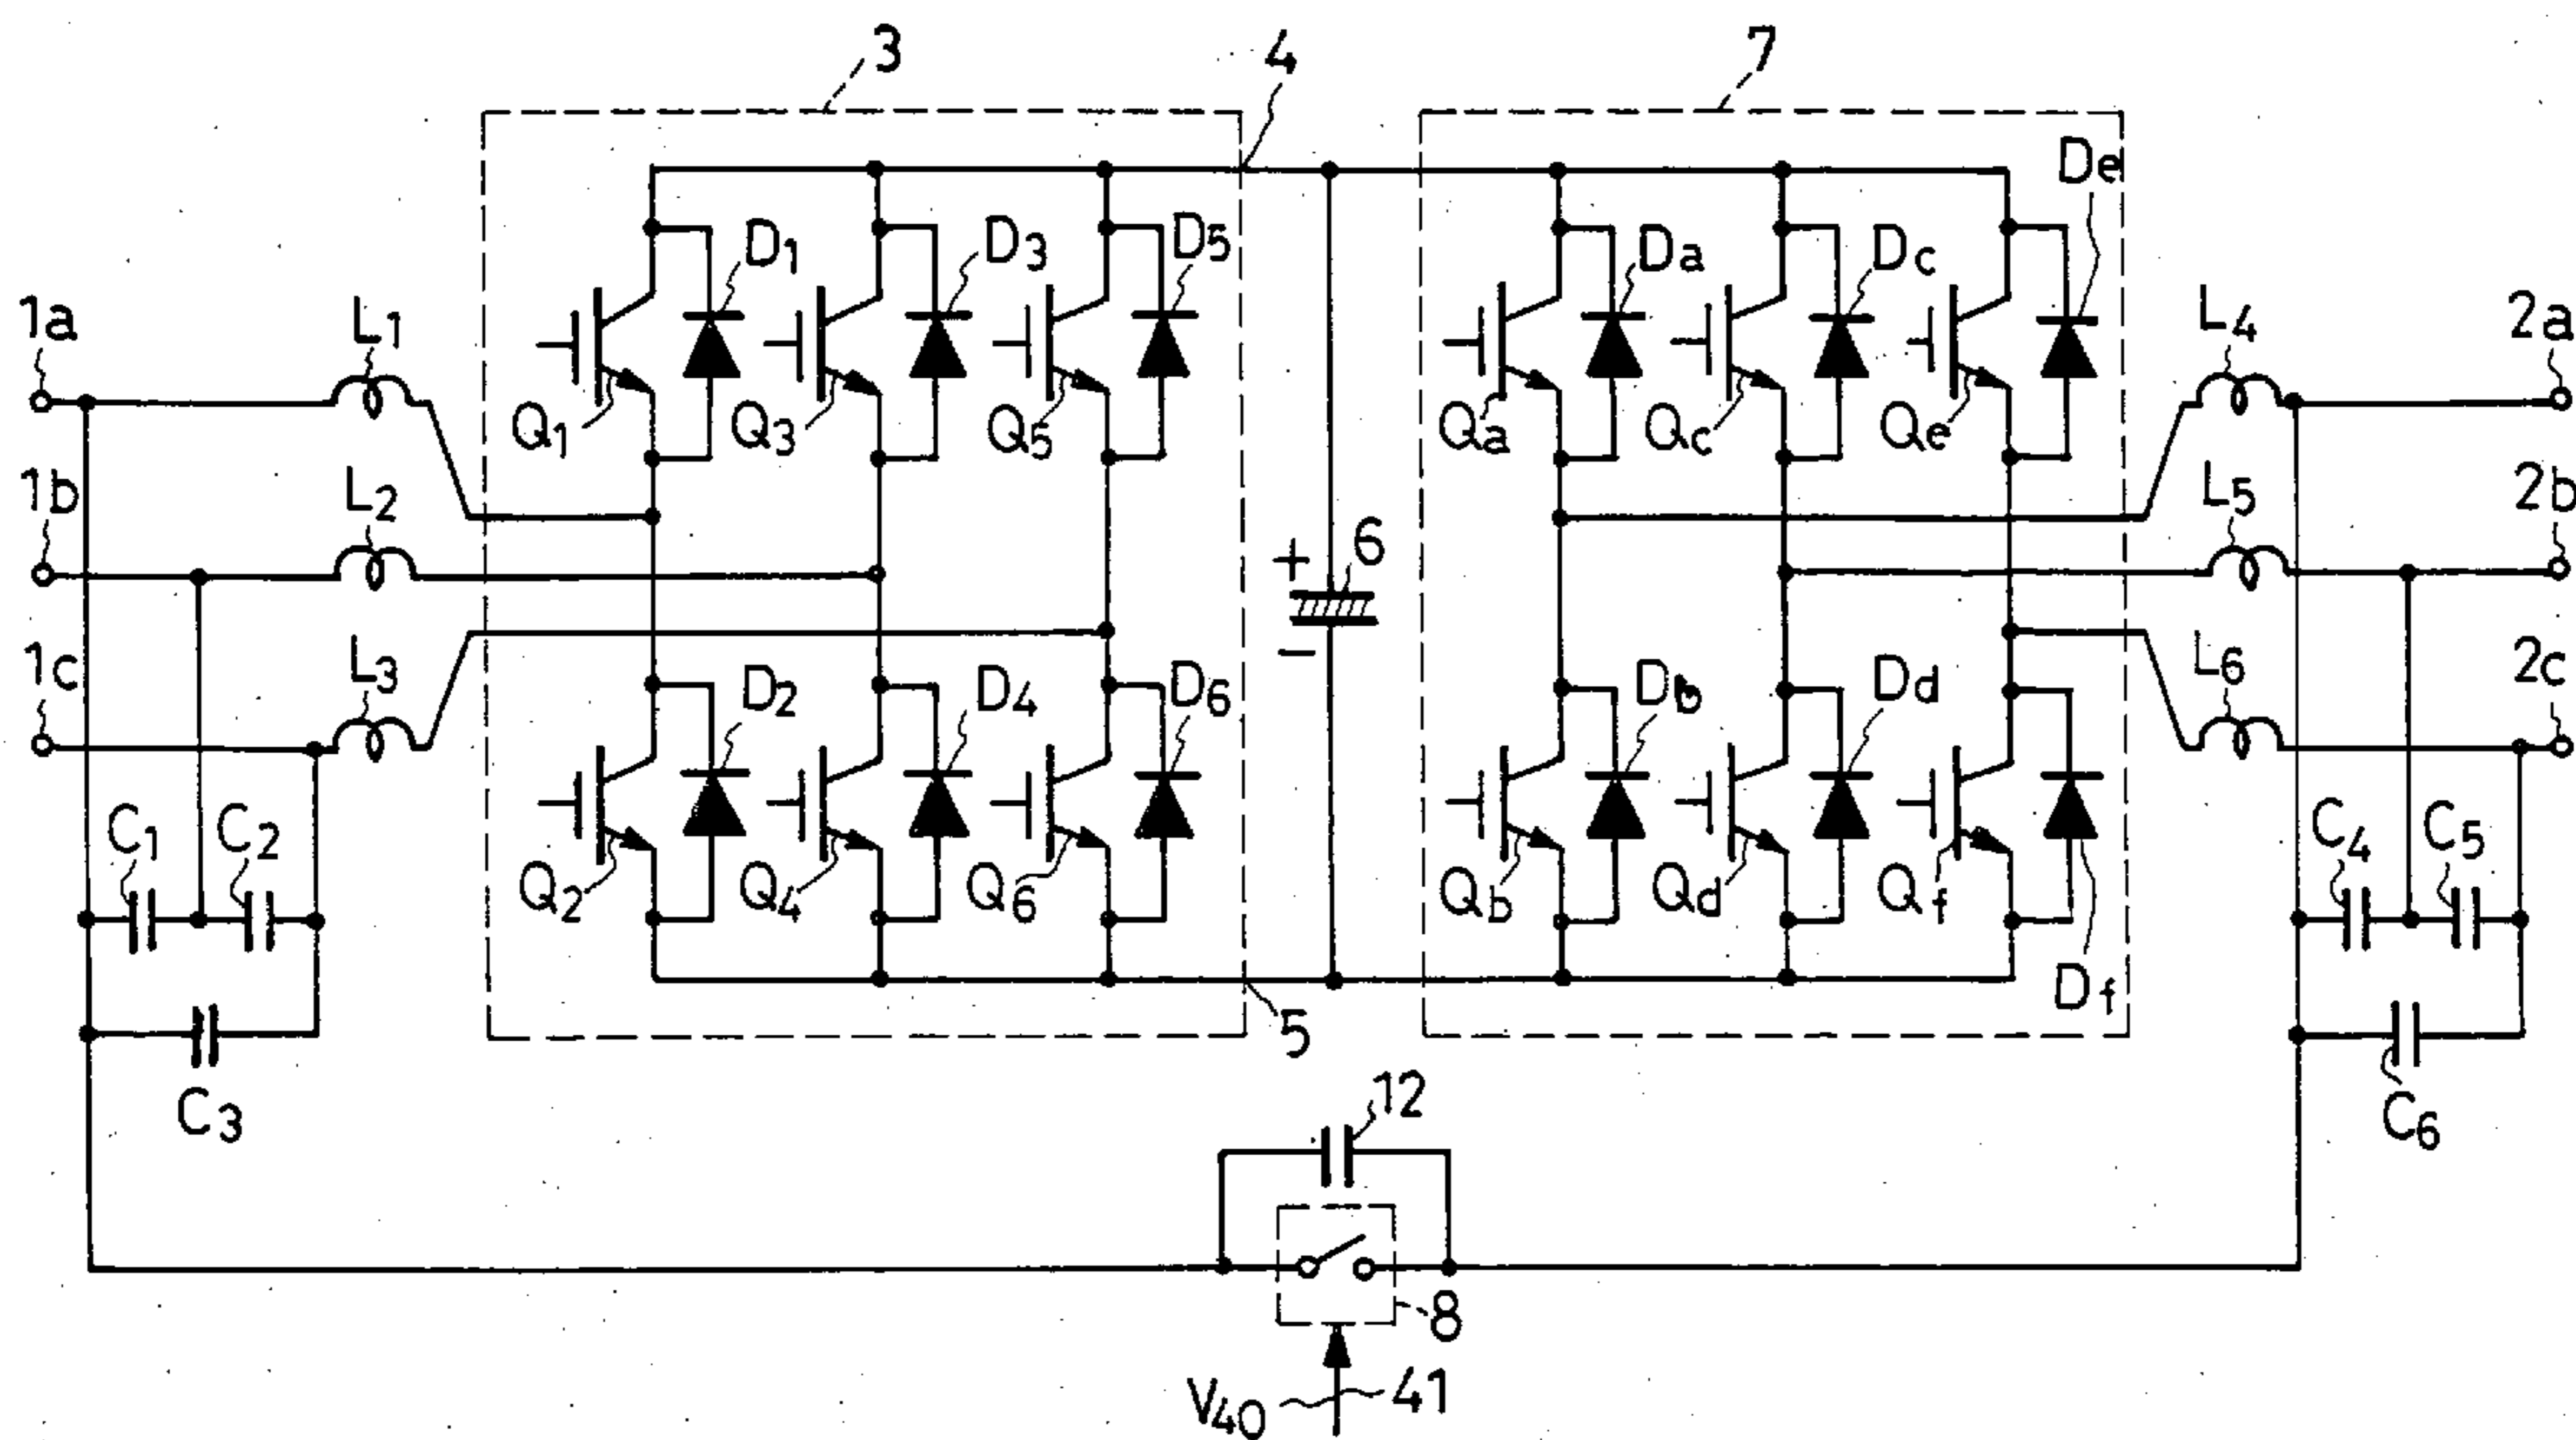 3 4 7
D1 D3 D5 Da Dc De
1a L1 L4 2a
Q1 Q3 Q5 Qa Qc Qe
1b L2 L5 2b
+ 6
−
1c L3 L6 2c
D2 D4 D6 Db Dd
C1 C2 C4 C5
Q2 Q4 Q6 Qb Qd Qf
Df
5
C3 12 C6
8
V40 41